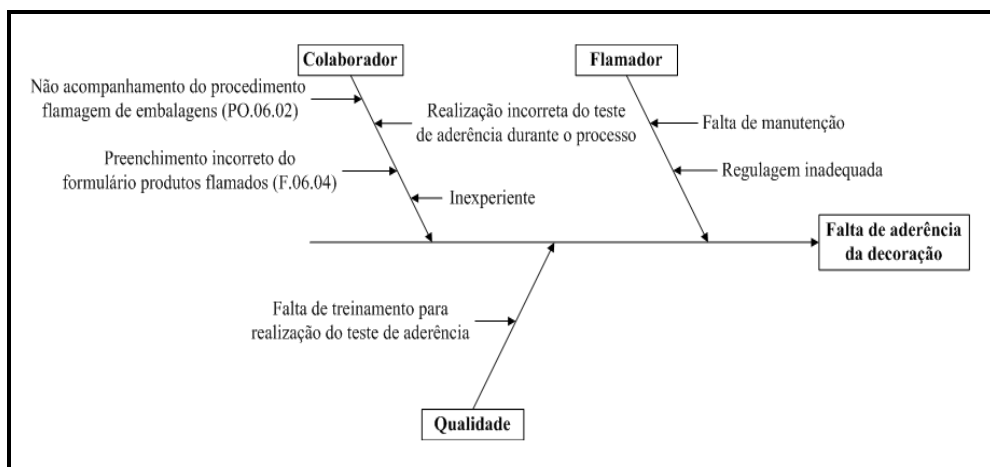 Colaborador
Flamador
Não acompanhamento do procedimento
flamagem de embalagens (PO.06.02)
Realização incorreta do teste
de aderência durante o processo
Falta de manutenção
Preenchimento incorreto do
formulário produtos flamados (F.06.04)
Regulagem inadequada
Inexperiente
Falta de aderência
da decoração
Falta de treinamento para
realização do teste de aderência
Qualidade